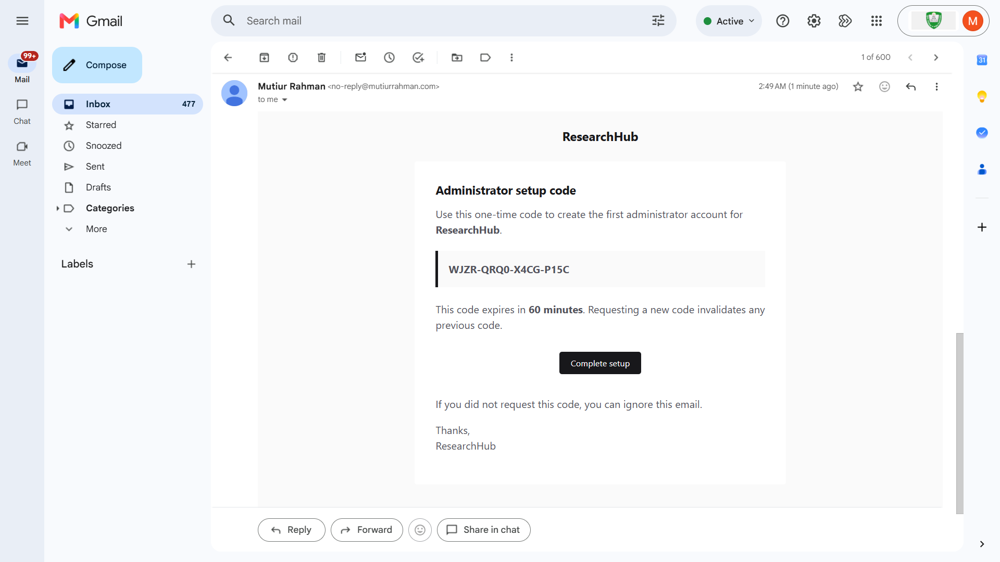 Gmail
Search mail
Active
M
99+
Mail
Chat
Meet
Compose
Inbox 477
Starred
Snoozed
Sent
Drafts
Categories
More
Labels
1 of 600
31
Mutiur Rahman <no-reply@mutiurrahman.com>
2:49 AM (1 minute ago)
to me
ResearchHub
Administrator setup code
Use this one-time code to create the first administrator account for
ResearchHub.
WJZR-QRQ0-X4CG-P15C
This code expires in 60 minutes. Requesting a new code invalidates any
previous code.
Complete setup
If you did not request this code, you can ignore this email.
Thanks,
ResearchHub
Reply
Forward
Share in chat